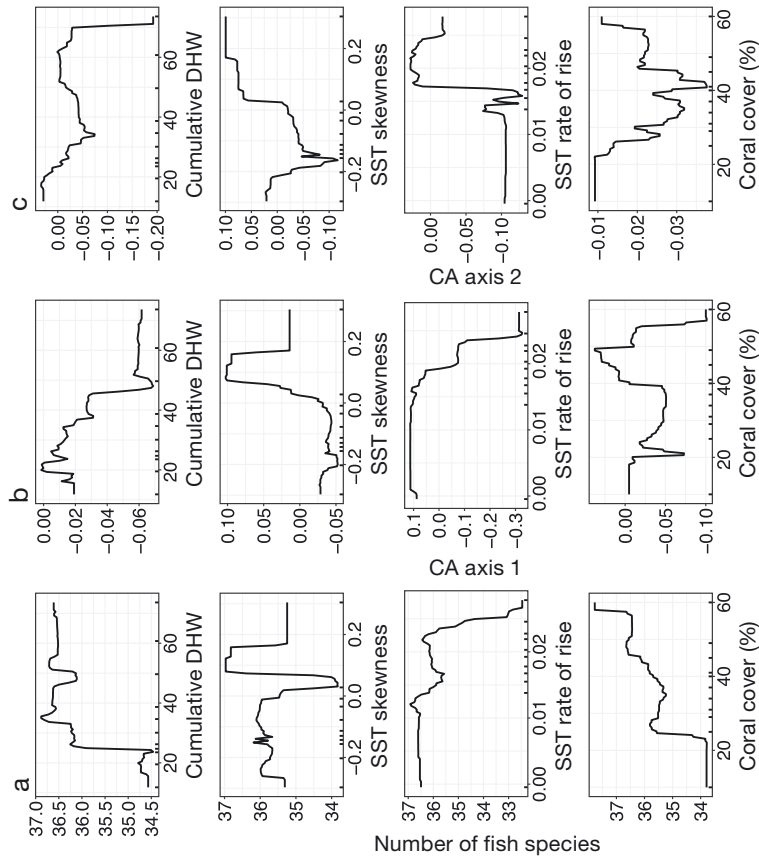 a
37.0
36.5
36.0
35.5
35.0
34.5
20 40 60
Cumulative DHW
37
36
35
34
−0.2 0.0 0.2
SST skewness
37
36
35
34
33
0.00 0.01 0.02
SST rate of rise
37
36
35
34
20 40 60
Coral cover (%)
Number of fish species
b
0.00
−0.02
−0.04
−0.06
20 40 60
Cumulative DHW
0.10
0.05
0.00
−0.05
−0.2 0.0 0.2
SST skewness
0.1
0.0
−0.1
−0.2
−0.3
0.00 0.01 0.02
SST rate of rise
0.00
−0.05
−0.10
20 40 60
Coral cover (%)
CA axis 1
c
0.00
−0.05
−0.10
−0.15
−0.20
20 40 60
Cumulative DHW
0.10
0.05
0.00
−0.05
−0.10
−0.2 0.0 0.2
SST skewness
0.00
−0.05
−0.10
0.00 0.01 0.02
SST rate of rise
−0.01
−0.02
−0.03
20 40 60
Coral cover (%)
CA axis 2